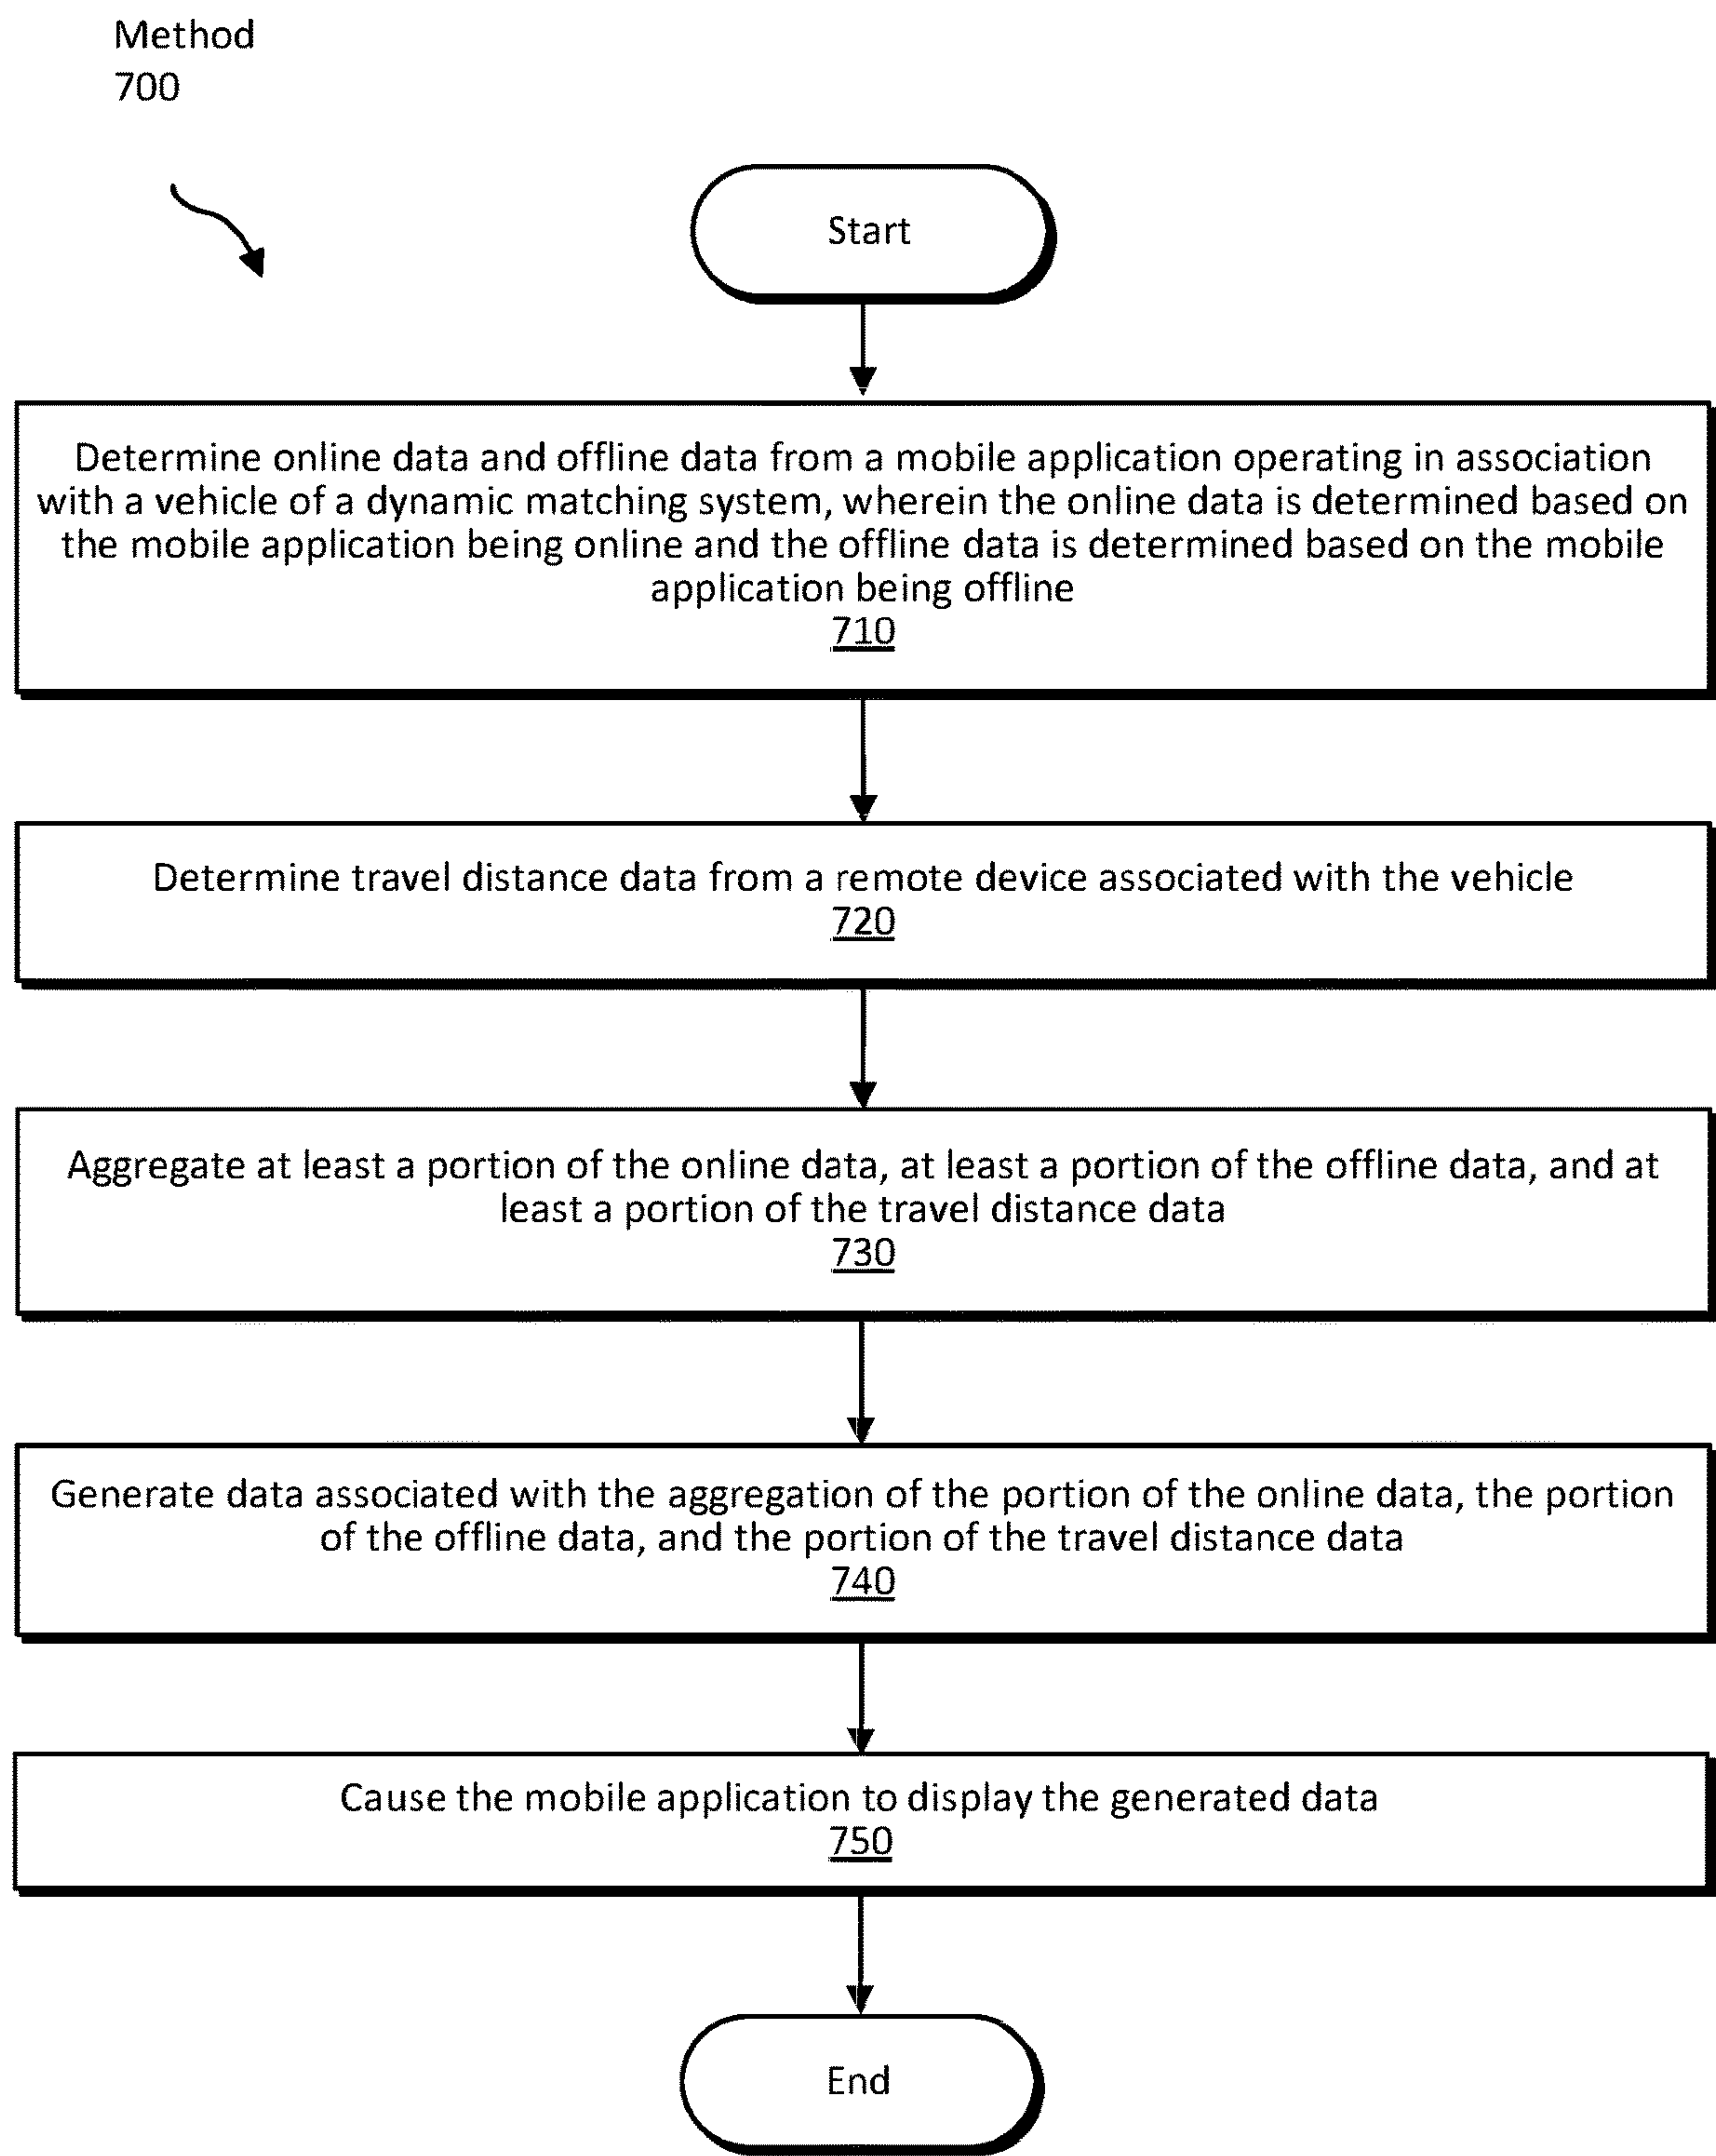 Method
700
Start
Determine online data and offline data from a mobile application operating in association
with a vehicle of a dynamic matching system, wherein the online data is determined based on
the mobile application being online and the offline data is determined based on the mobile
application being offline
710
Determine travel distance data from a remote device associated with the vehicle
720
Aggregate at least a portion of the online data, at least a portion of the offline data, and at
least a portion of the travel distance data
730
Generate data associated with the aggregation of the portion of the online data, the portion
of the offline data, and the portion of the travel distance data
740
Cause the mobile application to display the generated data
750
End